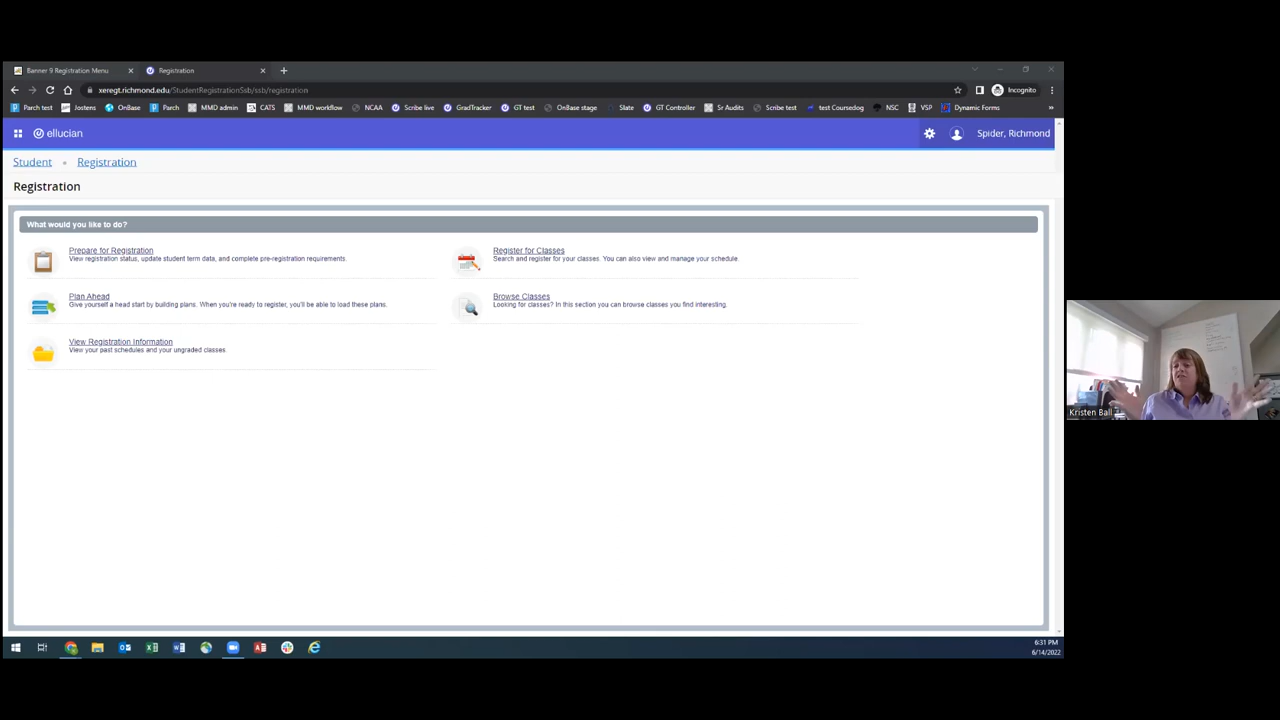 Banner 9 Registration Menu
Registration
xeregt.richmond.edu/StudentRegistrationSsb/ssb/registration
Incognito
Parch test
Jostens
OnBase
Parch
MMD admin
CATS
MMD workflow
NCAA
Scribe live
GradTracker
GT test
OnBase stage
Slate
GT Controller
Sr Audits
Scribe test
test Coursedog
NSC
VSP
Dynamic Forms
»
ellucian
Spider, Richmond
Student • Registration
Registration
What would you like to do?
Prepare for Registration
View registration status, update student term data, and complete pre-registration requirements.
Register for Classes
Search and register for your classes. You can also view and manage your schedule.
Plan Ahead
Give yourself a head start by building plans. When you're ready to register, you'll be able to load these plans.
Browse Classes
Looking for classes? In this section you can browse classes you find interesting.
View Registration Information
View your past schedules and your ungraded classes.
Kristen Ball
6:31 PM
6/14/2022